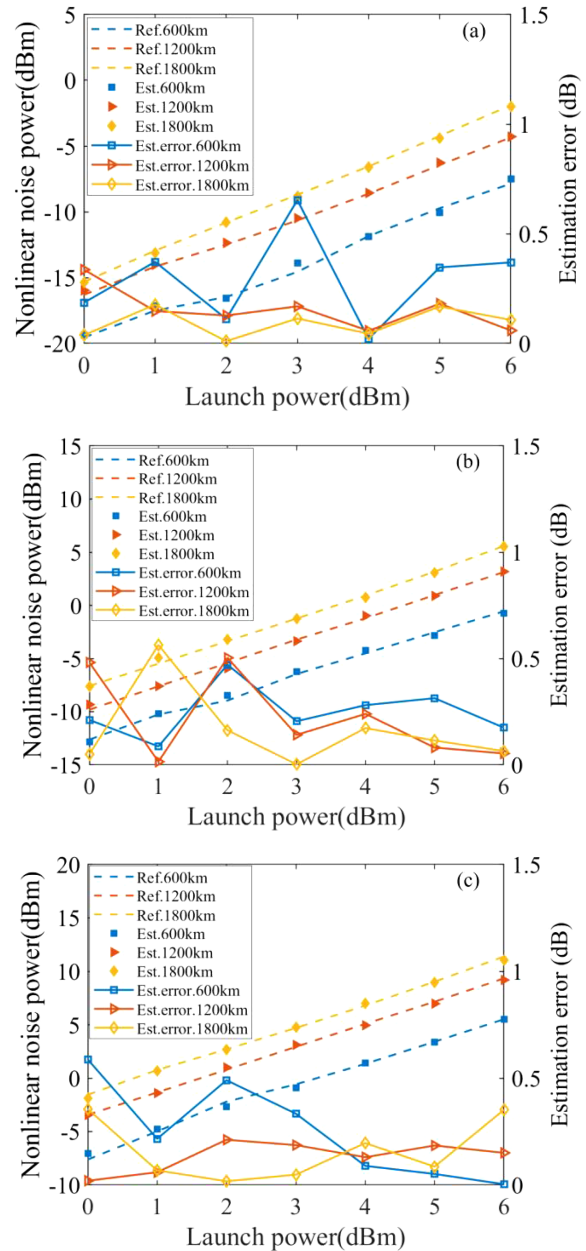 (a)
Nonlinear noise power(dBm)
5
0
-5
-10
-15
-20
Ref.600km
Ref.1200km
Ref.1800km
Est.600km
Est.1200km
Est.1800km
Est.error.600km
Est.error.1200km
Est.error.1800km
1.5
1
0.5
0
Estimation error (dB)
0 1 2 3 4 5 6
Launch power(dBm)
(b)
Nonlinear noise power(dBm)
15
10
5
0
-5
-10
-15
Ref.600km
Ref.1200km
Ref.1800km
Est.600km
Est.1200km
Est.1800km
Est.error.600km
Est.error.1200km
Est.error.1800km
1.5
1
0.5
0
Estimation error (dB)
0 1 2 3 4 5 6
Launch power(dBm)
(c)
Nonlinear noise power(dBm)
20
15
10
5
0
-5
-10
Ref.600km
Ref.1200km
Ref.1800km
Est.600km
Est.1200km
Est.1800km
Est.error.600km
Est.error.1200km
Est.error.1800km
1.5
1
0.5
0
Estimation error (dB)
0 1 2 3 4 5 6
Launch power(dBm)